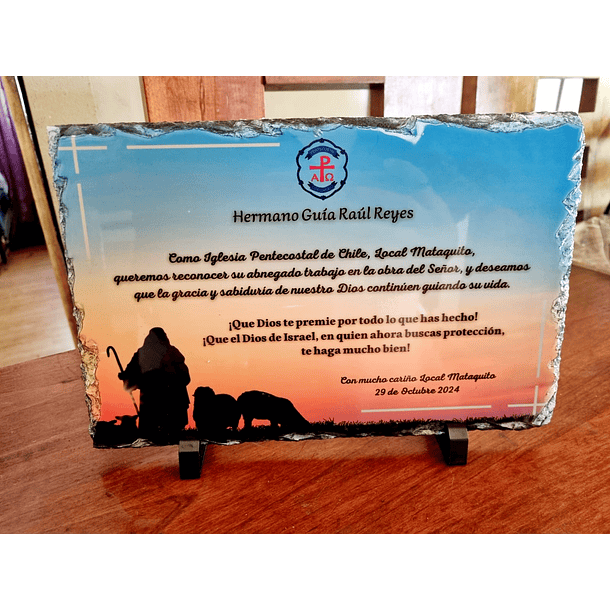 Α Ω
Hermano Guía Raúl Reyes
Como Iglesia Pentecostal de Chile, Local Mataquito,
queremos reconocer su abnegado trabajo en la obra del Señor, y deseamos
que la gracia y sabiduría de nuestro Dios continúen guiando su vida.
¡Que Dios te premie por todo lo que has hecho!
¡Que el Dios de Israel, en quien ahora buscas protección,
te haga mucho bien!
Con mucho cariño Local Mataquito
29 de Octubre 2024